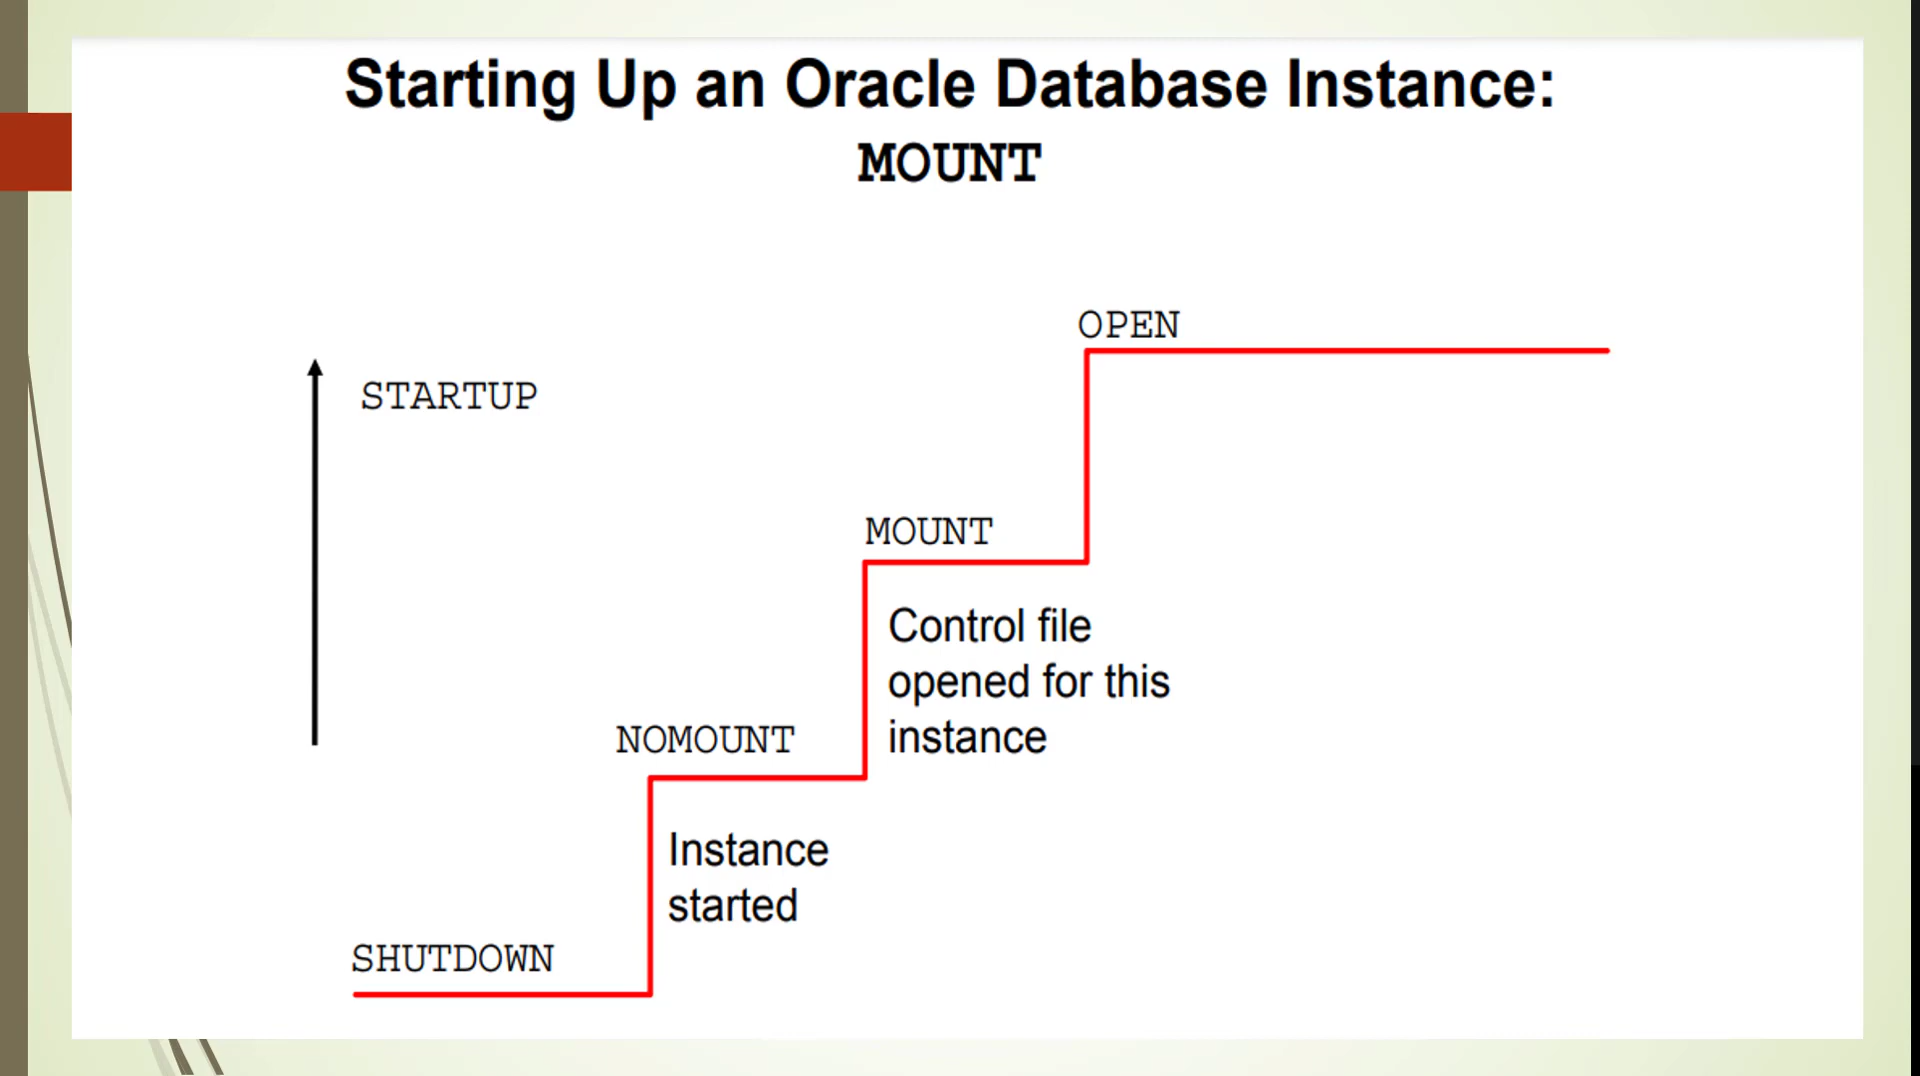 Starting Up an Oracle Database Instance:
MOUNT
OPEN
STARTUP
MOUNT
Control file
opened for this
instance
NOMOUNT
Instance
started
SHUTDOWN